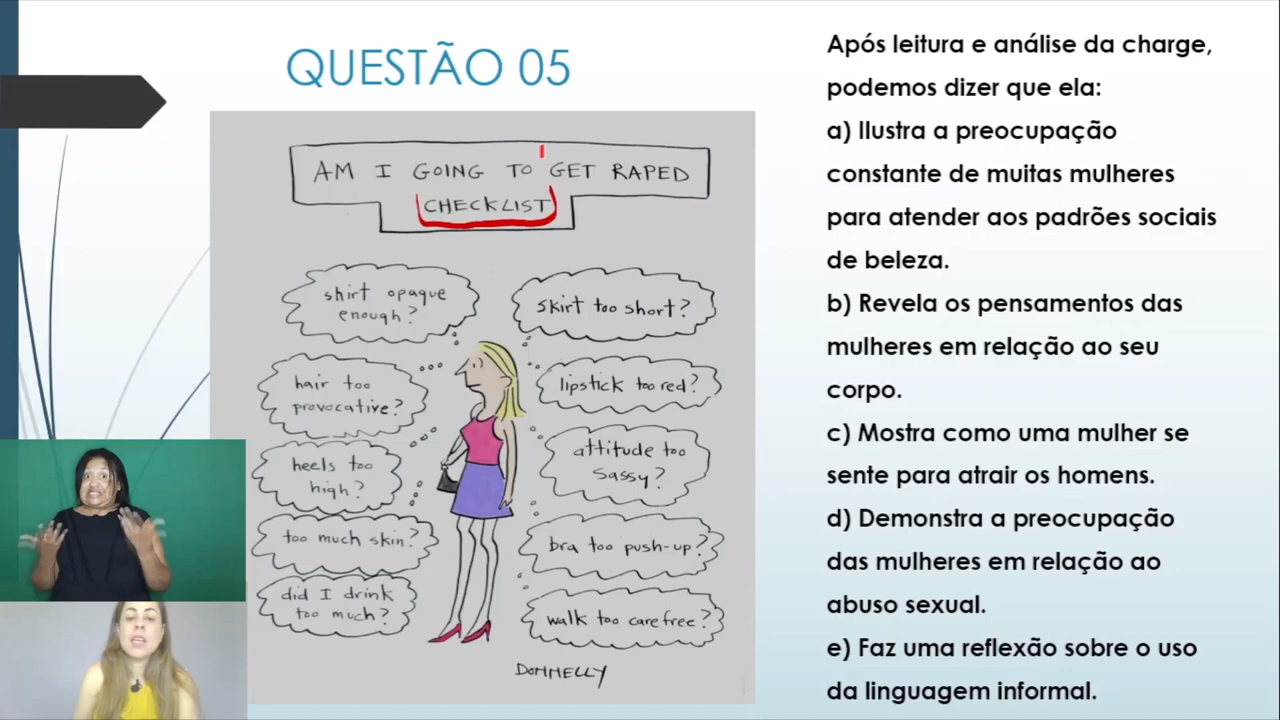 QUESTÃO 05
AM I GOING TO GET RAPED
CHECKLIST
shirt opaque
enough?
skirt too short?
hair too
provocative?
lipstick too red?
heels too
high?
attitude too
sassy?
too much skin?
bra too push-up?
did I drink
too much?
walk too carefree?
DONNELLY
Após leitura e análise da charge,
podemos dizer que ela:
a) Ilustra a preocupação
constante de muitas mulheres
para atender aos padrões sociais
de beleza.
b) Revela os pensamentos das
mulheres em relação ao seu
corpo.
c) Mostra como uma mulher se
sente para atrair os homens.
d) Demonstra a preocupação
das mulheres em relação ao
abuso sexual.
e) Faz uma reflexão sobre o uso
da linguagem informal.